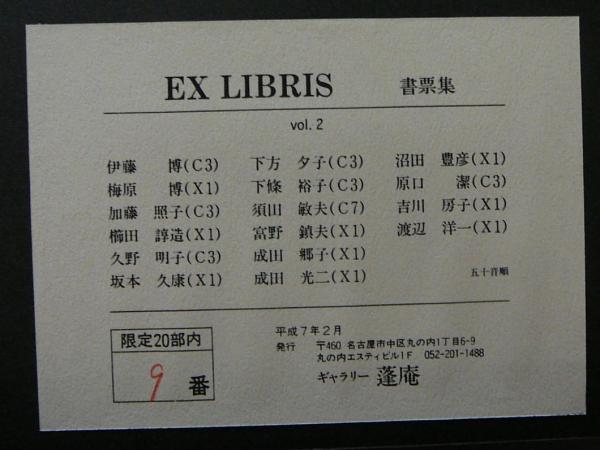 EX LIBRIS 書票集
vol. 2
伊藤 博(C3) 下方 夕子(C3) 沼田 豊彦(X1)
梅原 博(X1) 下條 裕子(C3) 原口 潔(C3)
加藤 照子(C3) 須田 敏夫(C7) 吉川 房子(X1)
櫛田 諄造(X1) 富野 鎮夫(X1) 渡辺 洋一(X1)
久野 明子(C3) 成田 郷子(X1)
坂本 久康(X1) 成田 光二(X1) 五十音順
限定20部内
9 番
平成7年2月
発行 〒460 名古屋市中区丸の内1丁目6-9
丸の内エスティビル1F 052-201-1488
ギャラリー 蓬庵